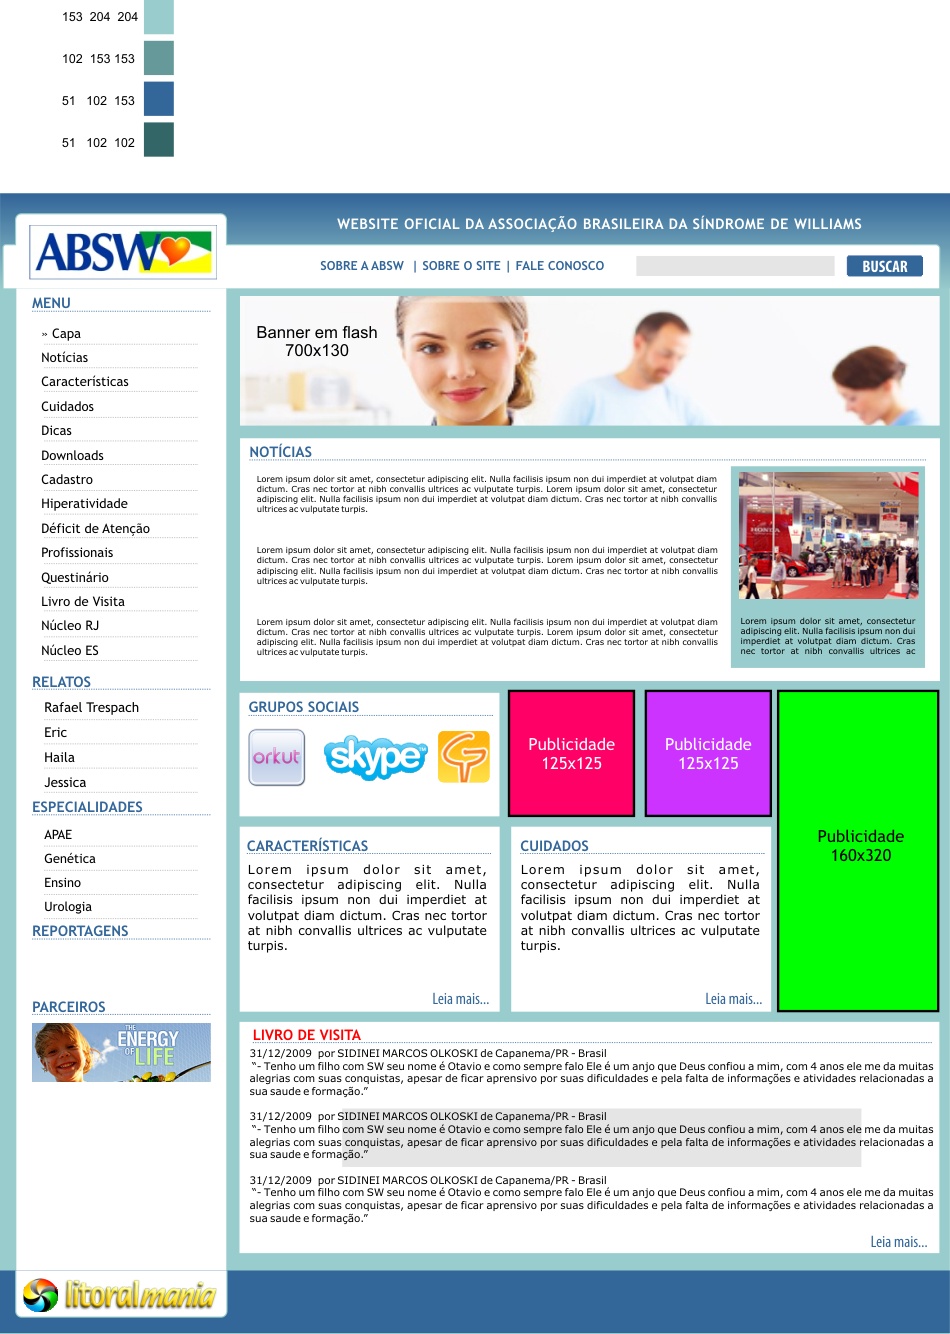 153 204 204
102 153 153
51 102 153
51 102 102
WEBSITE OFICIAL DA ASSOCIAÇÃO BRASILEIRA DA SÍNDROME DE WILLIAMS
ABSW
SOBRE A ABSW | SOBRE O SITE | FALE CONOSCO
BUSCAR
MENU
» Capa
Notícias
Características
Cuidados
Dicas
Downloads
Cadastro
Hiperatividade
Déficit de Atenção
Profissionais
Questinário
Livro de Visita
Núcleo RJ
Núcleo ES
RELATOS
Rafael Trespach
Eric
Haila
Jessica
ESPECIALIDADES
APAE
Genética
Ensino
Urologia
REPORTAGENS
PARCEIROS
THE
ENERGY
OF LIFE
Banner em flash
700x130
NOTÍCIAS
Lorem ipsum dolor sit amet, consectetur adipiscing elit. Nulla facilisis ipsum non dui imperdiet at volutpat diam
dictum. Cras nec tortor at nibh convallis ultrices ac vulputate turpis. Lorem ipsum dolor sit amet, consectetur
adipiscing elit. Nulla facilisis ipsum non dui imperdiet at volutpat diam dictum. Cras nec tortor at nibh convallis
ultrices ac vulputate turpis.
Lorem ipsum dolor sit amet, consectetur adipiscing elit. Nulla facilisis ipsum non dui imperdiet at volutpat diam
dictum. Cras nec tortor at nibh convallis ultrices ac vulputate turpis. Lorem ipsum dolor sit amet, consectetur
adipiscing elit. Nulla facilisis ipsum non dui imperdiet at volutpat diam dictum. Cras nec tortor at nibh convallis
ultrices ac vulputate turpis.
Lorem ipsum dolor sit amet, consectetur adipiscing elit. Nulla facilisis ipsum non dui imperdiet at volutpat diam
dictum. Cras nec tortor at nibh convallis ultrices ac vulputate turpis. Lorem ipsum dolor sit amet, consectetur
adipiscing elit. Nulla facilisis ipsum non dui imperdiet at volutpat diam dictum. Cras nec tortor at nibh convallis
ultrices ac vulputate turpis.
HONDA
Lorem ipsum dolor sit amet, consectetur
adipiscing elit. Nulla facilisis ipsum non dui
imperdiet at volutpat diam dictum. Cras
nec tortor at nibh convallis ultrices ac
GRUPOS SOCIAIS
orkut
skype
Publicidade
125x125
Publicidade
125x125
Publicidade
160x320
CARACTERÍSTICAS
Lorem ipsum dolor sit amet,
consectetur adipiscing elit. Nulla
facilisis ipsum non dui imperdiet at
volutpat diam dictum. Cras nec tortor
at nibh convallis ultrices ac vulputate
turpis.
Leia mais...
CUIDADOS
Lorem ipsum dolor sit amet,
consectetur adipiscing elit. Nulla
facilisis ipsum non dui imperdiet at
volutpat diam dictum. Cras nec tortor
at nibh convallis ultrices ac vulputate
turpis.
Leia mais...
LIVRO DE VISITA
31/12/2009 por SIDINEI MARCOS OLKOSKI de Capanema/PR - Brasil
“- Tenho um filho com SW seu nome é Otavio e como sempre falo Ele é um anjo que Deus confiou a mim, com 4 anos ele me da muitas
alegrias com suas conquistas, apesar de ficar aprensivo por suas dificuldades e pela falta de informações e atividades relacionadas a
sua saude e formação.”
31/12/2009 por SIDINEI MARCOS OLKOSKI de Capanema/PR - Brasil
“- Tenho um filho com SW seu nome é Otavio e como sempre falo Ele é um anjo que Deus confiou a mim, com 4 anos ele me da muitas
alegrias com suas conquistas, apesar de ficar aprensivo por suas dificuldades e pela falta de informações e atividades relacionadas a
sua saude e formação.”
31/12/2009 por SIDINEI MARCOS OLKOSKI de Capanema/PR - Brasil
“- Tenho um filho com SW seu nome é Otavio e como sempre falo Ele é um anjo que Deus confiou a mim, com 4 anos ele me da muitas
alegrias com suas conquistas, apesar de ficar aprensivo por suas dificuldades e pela falta de informações e atividades relacionadas a
sua saude e formação.”
Leia mais...
litoralmania